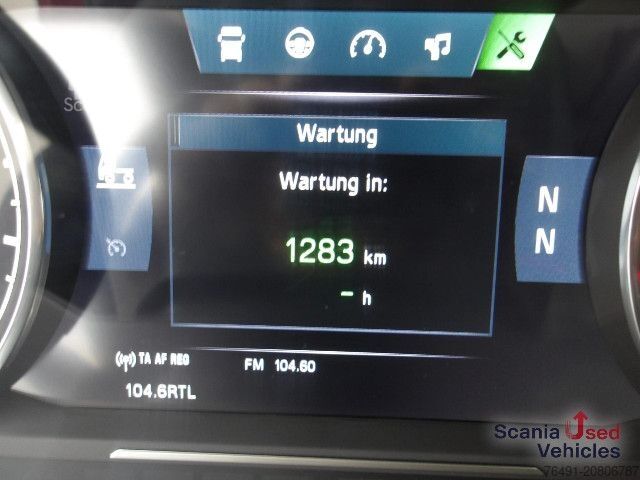 Wartung
Wartung in:
1283 km
- h
N
N
TA AF REG
FM 104.60
104.6RTL
Scania Used
Vehicles
76491-20806787